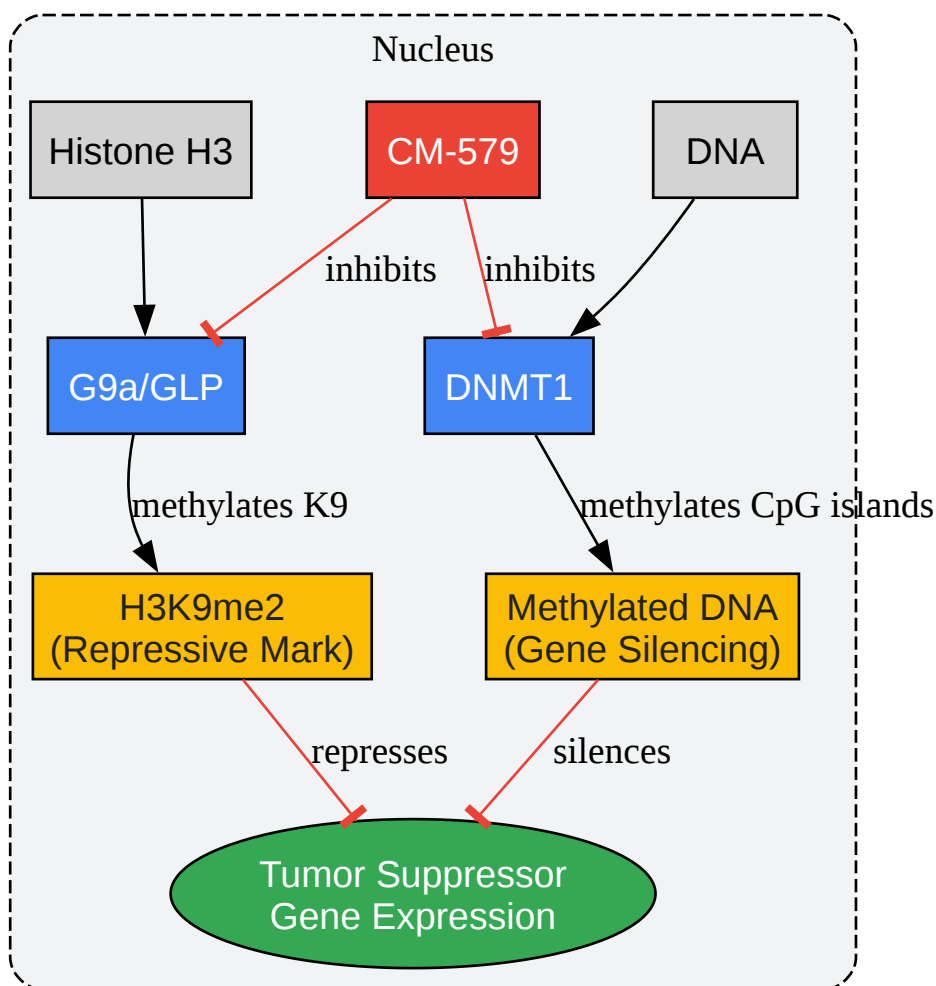 Nucleus
Histone H3
CM-579
DNA
inhibits
inhibits
G9a/GLP
DNMT1
methylates K9
methylates CpG islands
H3K9me2
(Repressive Mark)
Methylated DNA
(Gene Silencing)
represses
silences
Tumor Suppressor
Gene Expression